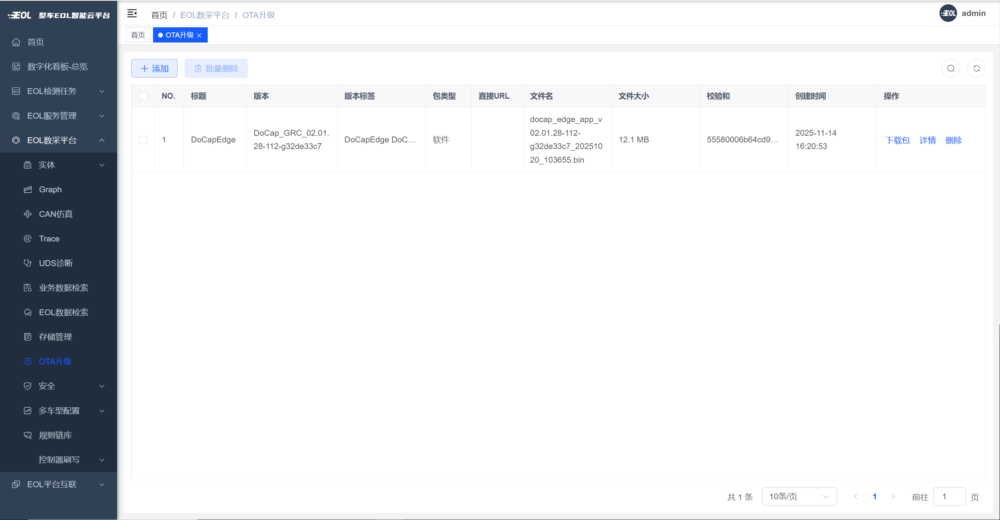 EOL 整车EOL智能云平台
首页
数字化看板-总览
EOL检测任务
EOL服务管理
EOL数采平台
实体
Graph
CAN仿真
Trace
UDS诊断
业务数据检索
EOL数据检索
存储管理
OTA升级
安全
多车型配置
规则链库
控制器刷写
EOL平台互联
首页 / EOL数采平台 / OTA升级
EOL admin
首页 OTA升级
添加 批量删除
NO. 标题 版本 版本标签 包类型 直接URL 文件名 文件大小 校验和 创建时间 操作
1
DoCapEdge
DoCap_GRC_02.01.
28-112-g32de33c7
DoCapEdge DoC...
软件
docap_edge_app_v
02.01.28-112-
g32de33c7_202510
20_103655.bin
12.1 MB
55580006b64cd9...
2025-11-14
16:20:53
下载包 详情 删除
共 1 条 10条/页 1 前往 1 页